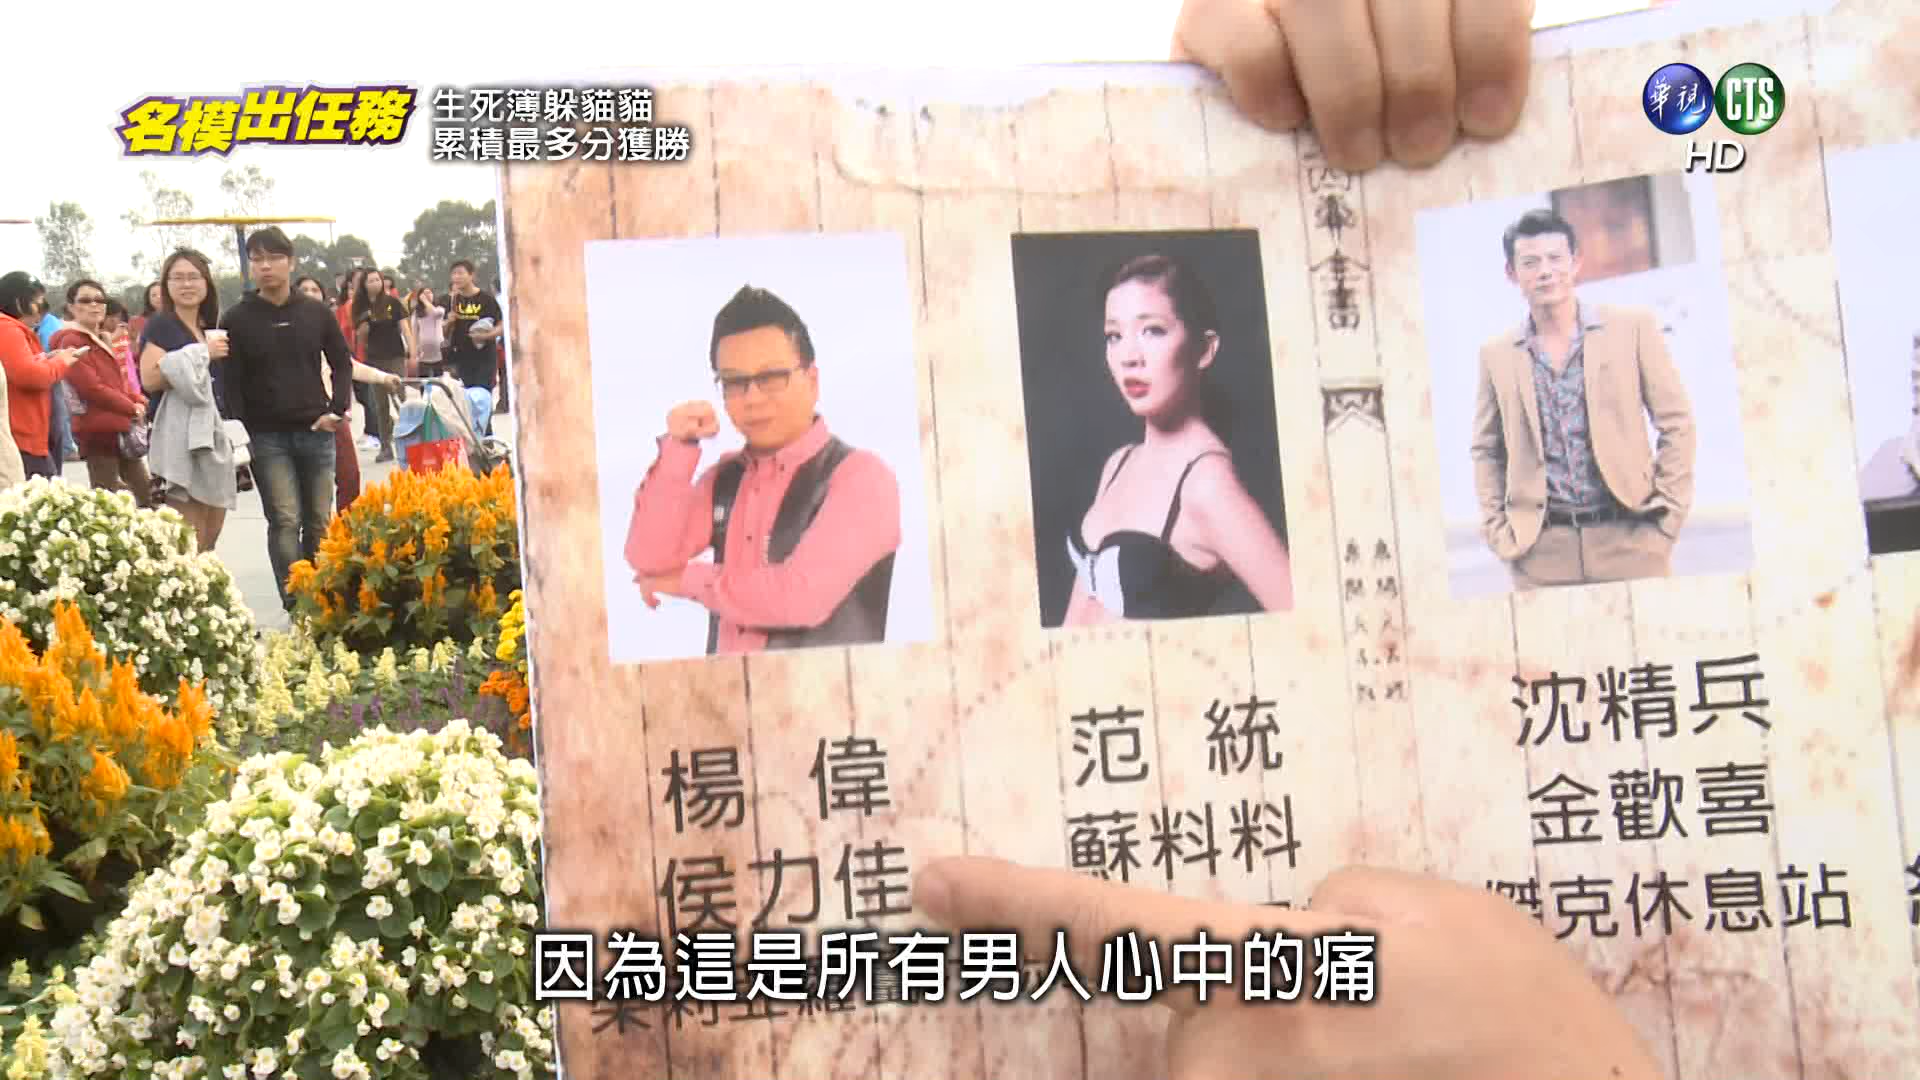 名模出任務
生死簿躲貓貓
累積最多分獲勝
華視 CTS
HD
LAY
楊偉
侯力佳
范統
蘇料料
沈精兵
金歡喜
傑克休息站
因為這是所有男人心中的痛